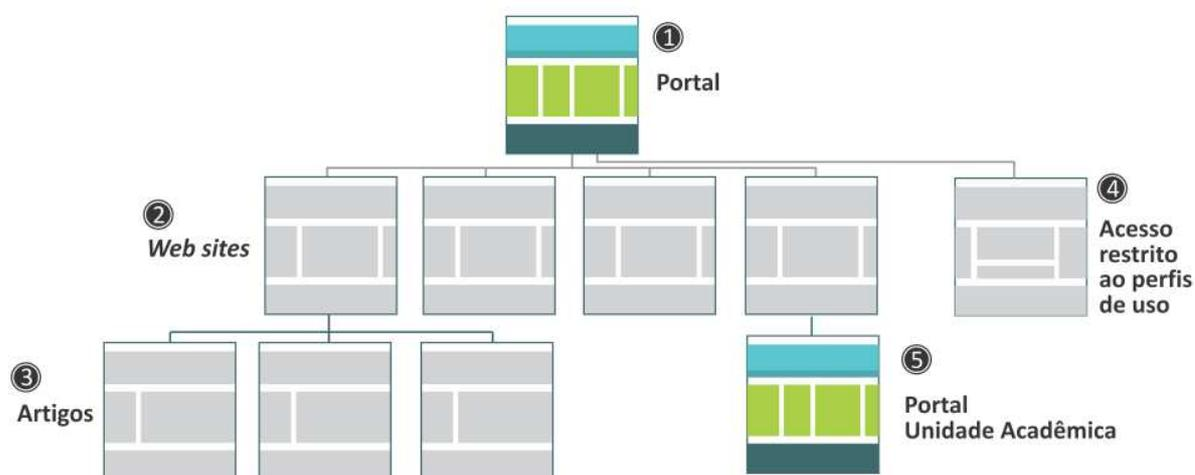 1
Portal
2
Web sites
4
Acesso
restrito
ao perfis
de uso
3
Artigos
5
Portal
Unidade Acadêmica